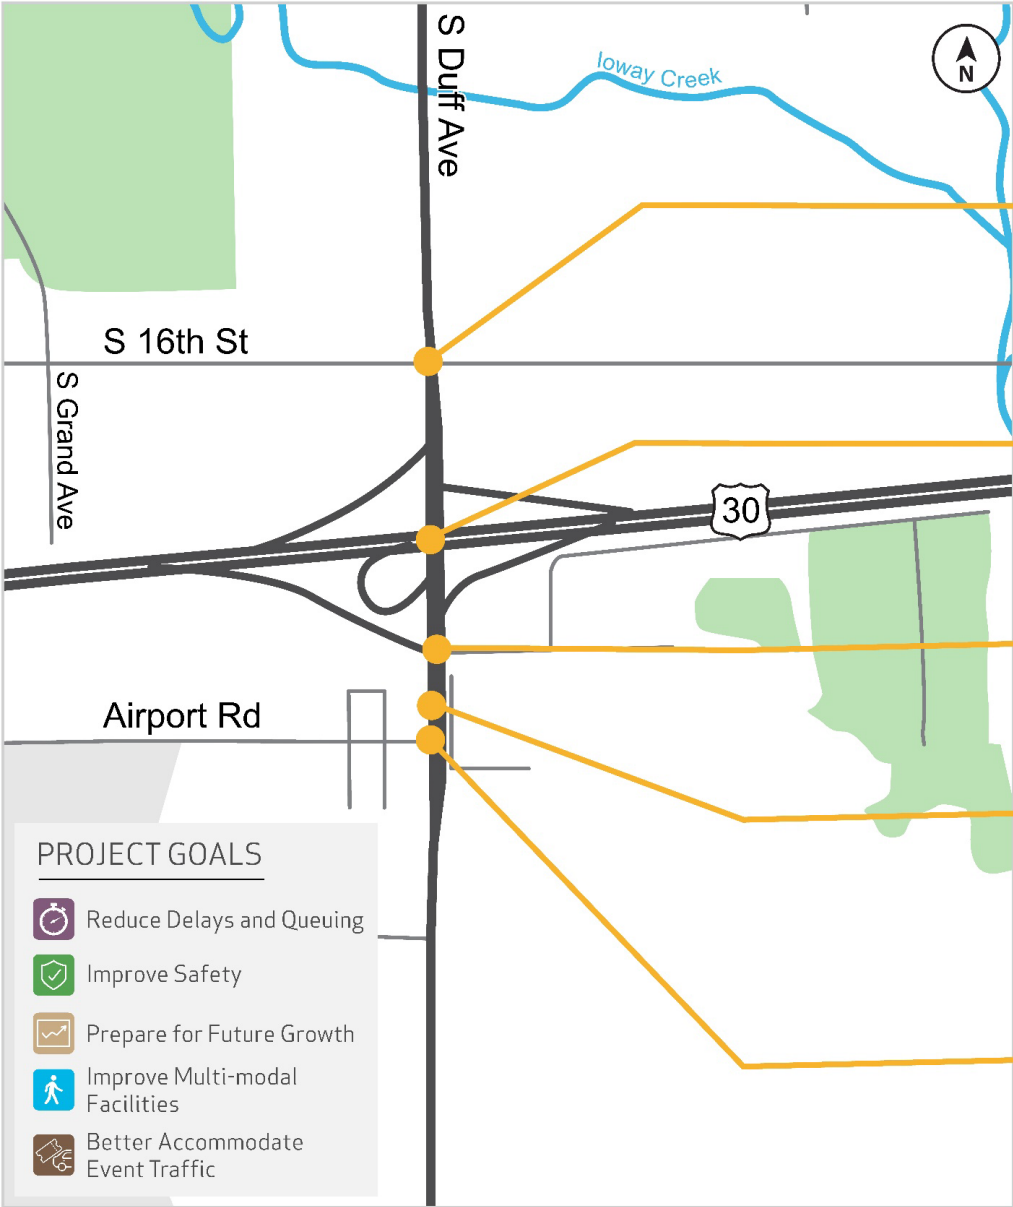 S Duff Ave
Ioway Creek
N
S 16th St
S Grand Ave
30
Airport Rd
PROJECT GOALS
Reduce Delays and Queuing
Improve Safety
Prepare for Future Growth
Improve Multi-modal
Facilities
Better Accommodate
Event Traffic